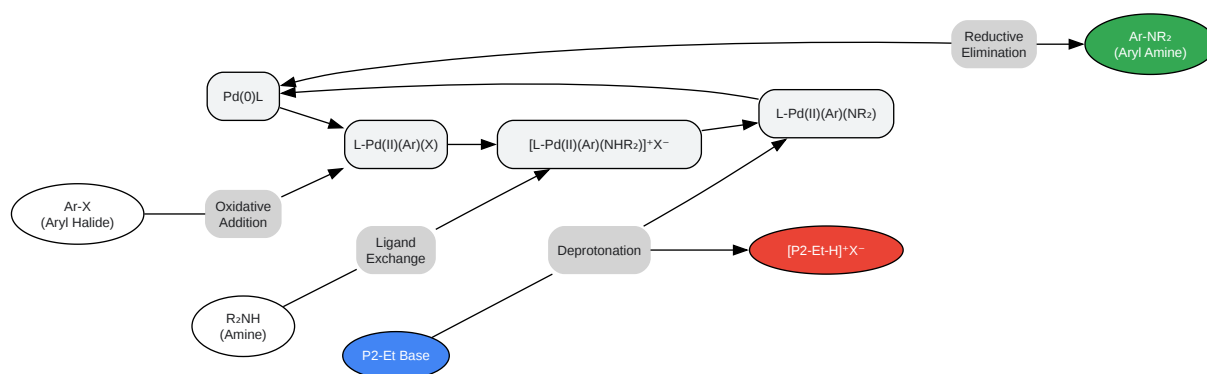 Reductive
Elimination
Ar-NR₂
(Aryl Amine)
Pd(0)L
L-Pd(II)(Ar)(NR₂)
L-Pd(II)(Ar)(X)
[L-Pd(II)(Ar)(NHR₂)]⁺X⁻
Ar-X
(Aryl Halide)
Oxidative
Addition
Ligand
Exchange
Deprotonation
[P2-Et-H]⁺X⁻
R₂NH
(Amine)
P2-Et Base